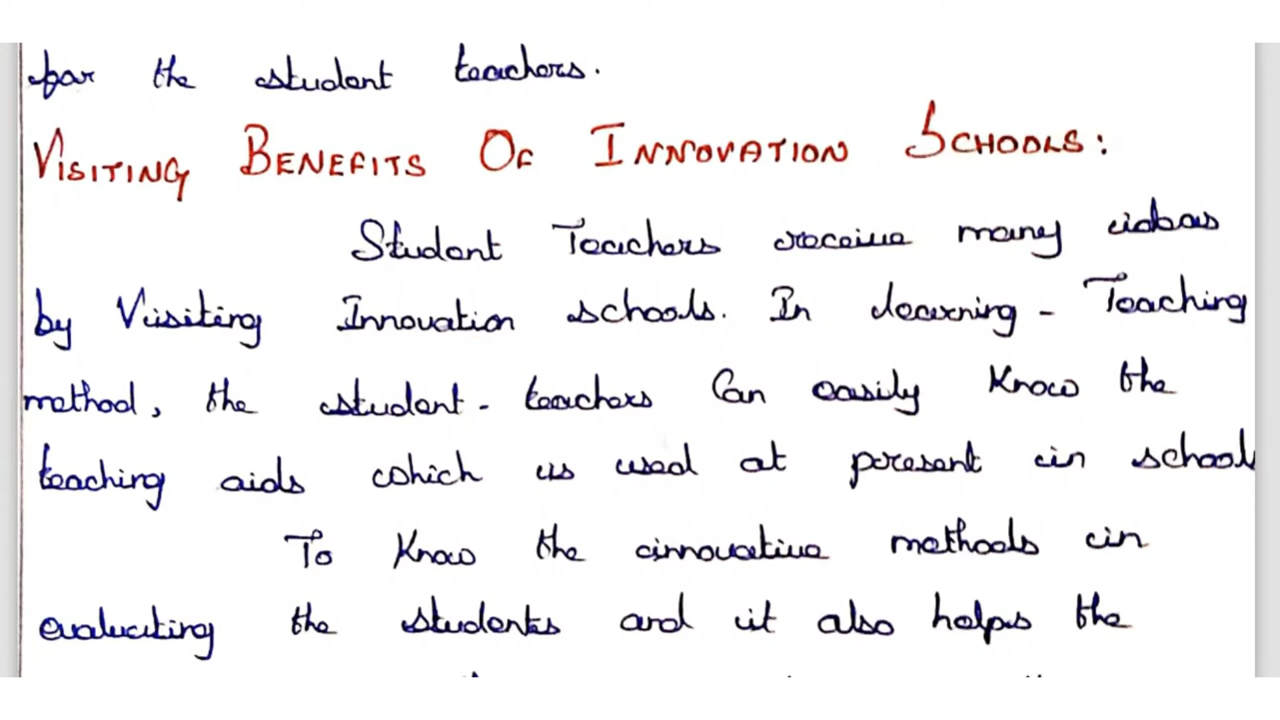 for the student teachers.
VISITING BENEFITS OF INNOVATION SCHOOLS:
Student Teachers receive many ideas
by Visiting Innovation schools. In learning - Teaching
method, the student - teachers Can easily Know the
teaching aids which is used at present in school
To Know the innovative methods in
evaluating the students and it also helps the